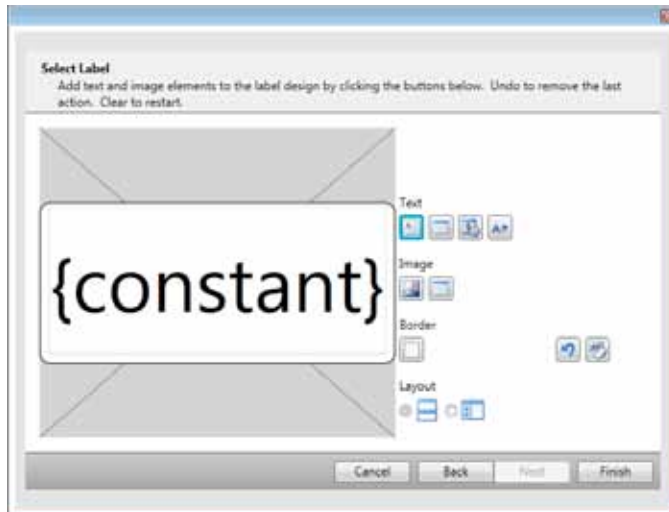 Select Label
Add text and image elements to the label design by clicking the buttons below. Undo to remove the last
action. Clear to restart.
Text
{constant}
Image
Border
Layout
Cancel Back Next Finish